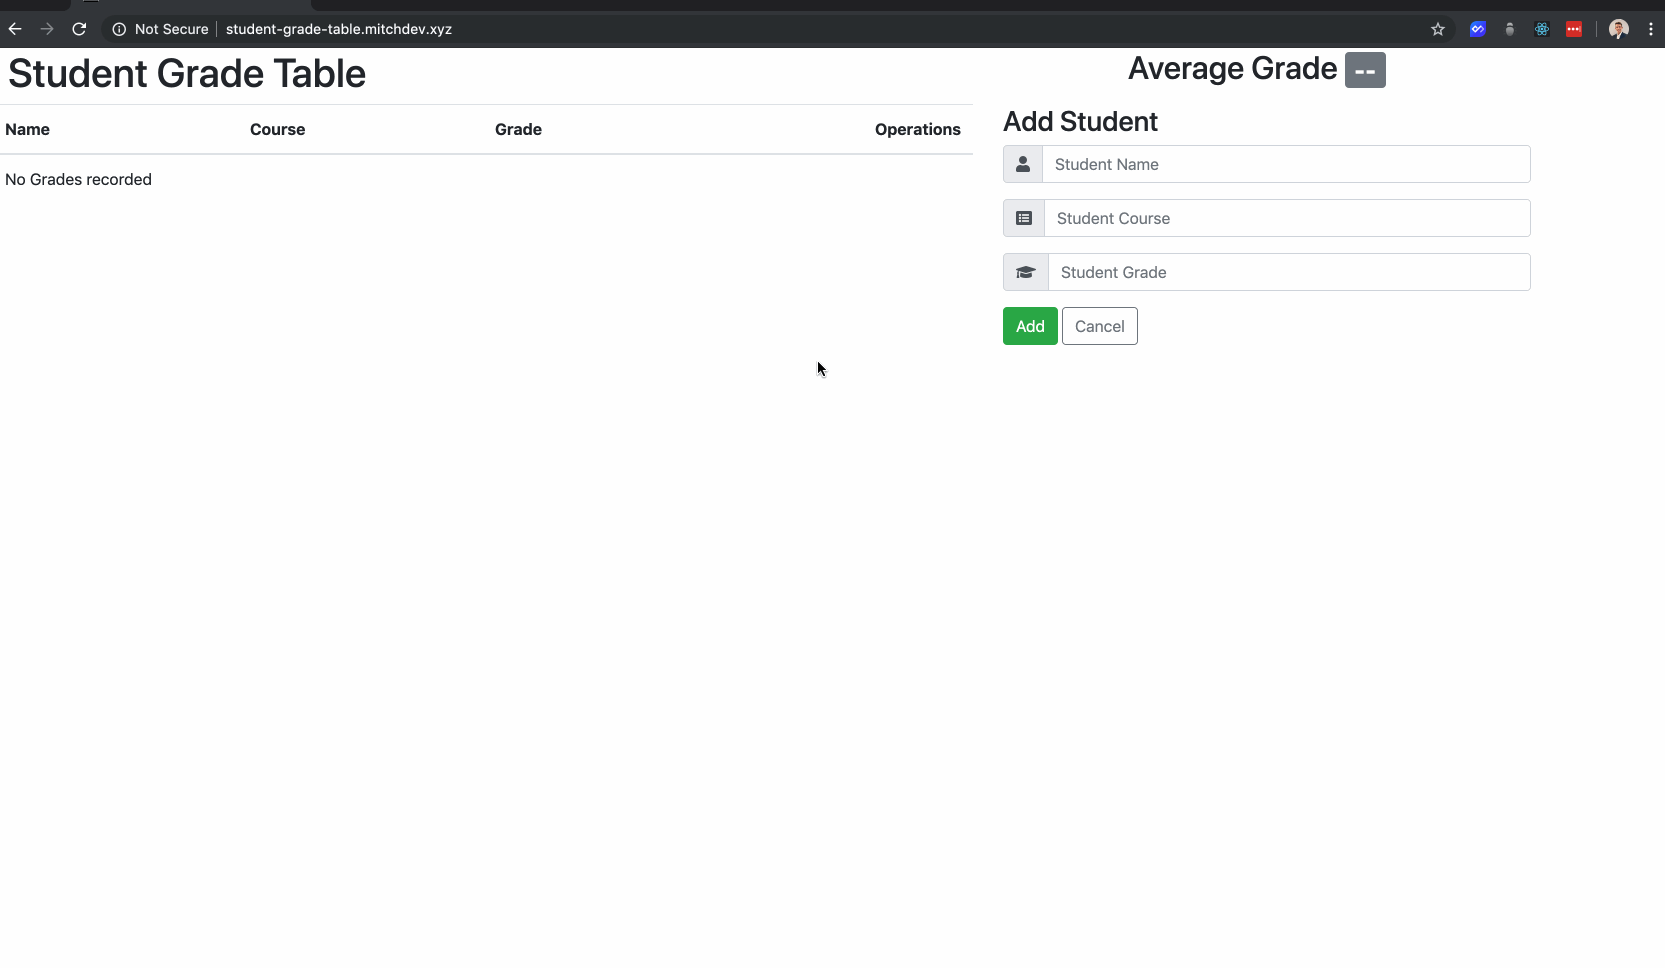 Not Secure student-grade-table.mitchdev.xyz
Student Grade Table
Average Grade --
Name Course Grade Operations
No Grades recorded
Add Student
Student Name
Student Course
Student Grade
Add Cancel